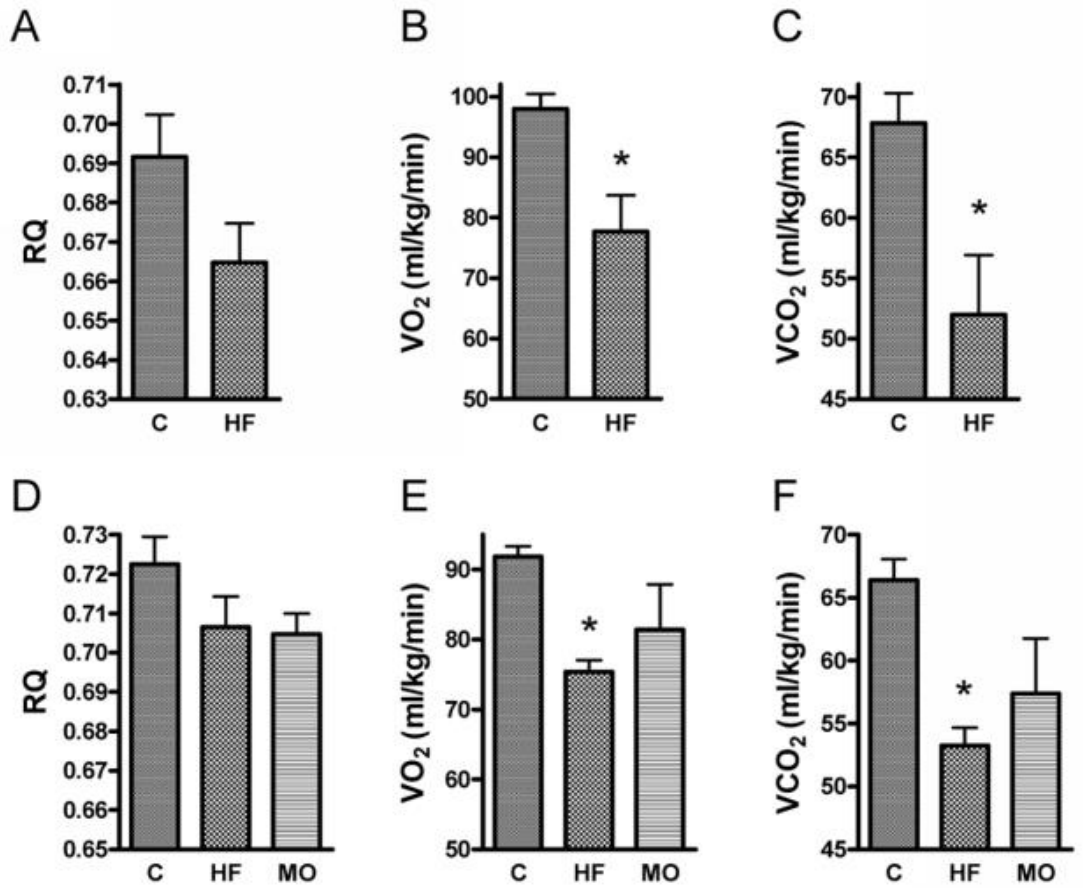 A
RQ
0.71
0.70
0.69
0.68
0.67
0.66
0.65
0.64
0.63
C HF
B
VO₂ (ml/kg/min)
100
90
80
70
60
50
*
C HF
C
VCO₂ (ml/kg/min)
70
65
60
55
50
45
*
C HF
D
RQ
0.73
0.72
0.71
0.70
0.69
0.68
0.67
0.66
0.65
C HF MO
E
VO₂ (ml/kg/min)
90
80
70
60
50
*
C HF MO
F
VCO₂ (ml/kg/min)
70
65
60
55
50
45
*
C HF MO